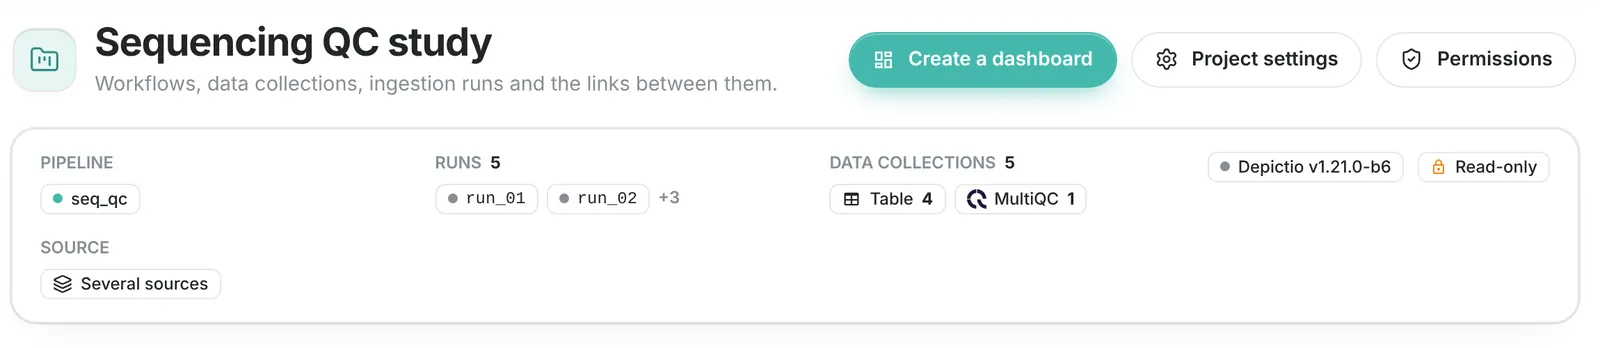 Sequencing QC study
Workflows, data collections, ingestion runs and the links between them.
Create a dashboard
Project settings
Permissions
PIPELINE
seq_qc
RUNS 5
run_01 run_02 +3
DATA COLLECTIONS 5
Table 4 MultiQC 1
Depictio v1.21.0-b6
Read-only
SOURCE
Several sources